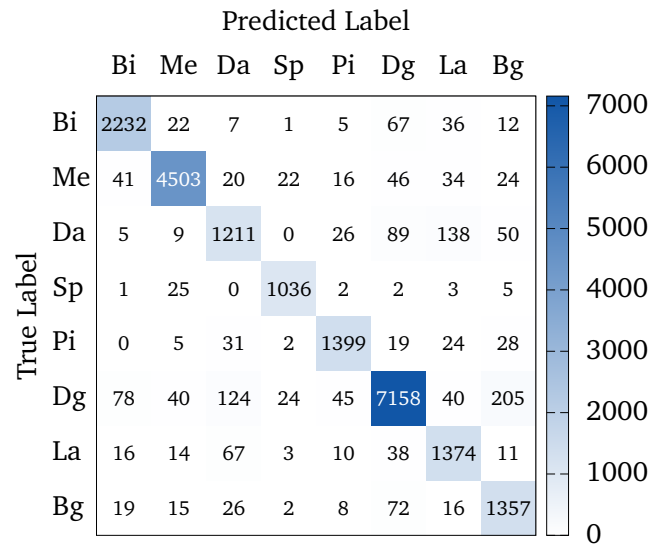 Predicted Label
Bi Me Da Sp Pi Dg La Bg
Bi 2232 22 7 1 5 67 36 12
Me 41 4503 20 22 16 46 34 24
Da 5 9 1211 0 26 89 138 50
Sp 1 25 0 1036 2 2 3 5
Pi 0 5 31 2 1399 19 24 28
Dg 78 40 124 24 45 7158 40 205
La 16 14 67 3 10 38 1374 11
Bg 19 15 26 2 8 72 16 1357
True Label
7000
6000
5000
4000
3000
2000
1000
0